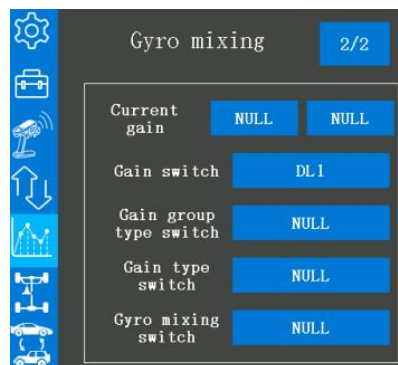 Gyro mixing 2/2
Current
gain
NULL NULL
Gain switch DL1
Gain group
type switch
NULL
Gain type
switch
NULL
Gyro mixing
switch
NULL